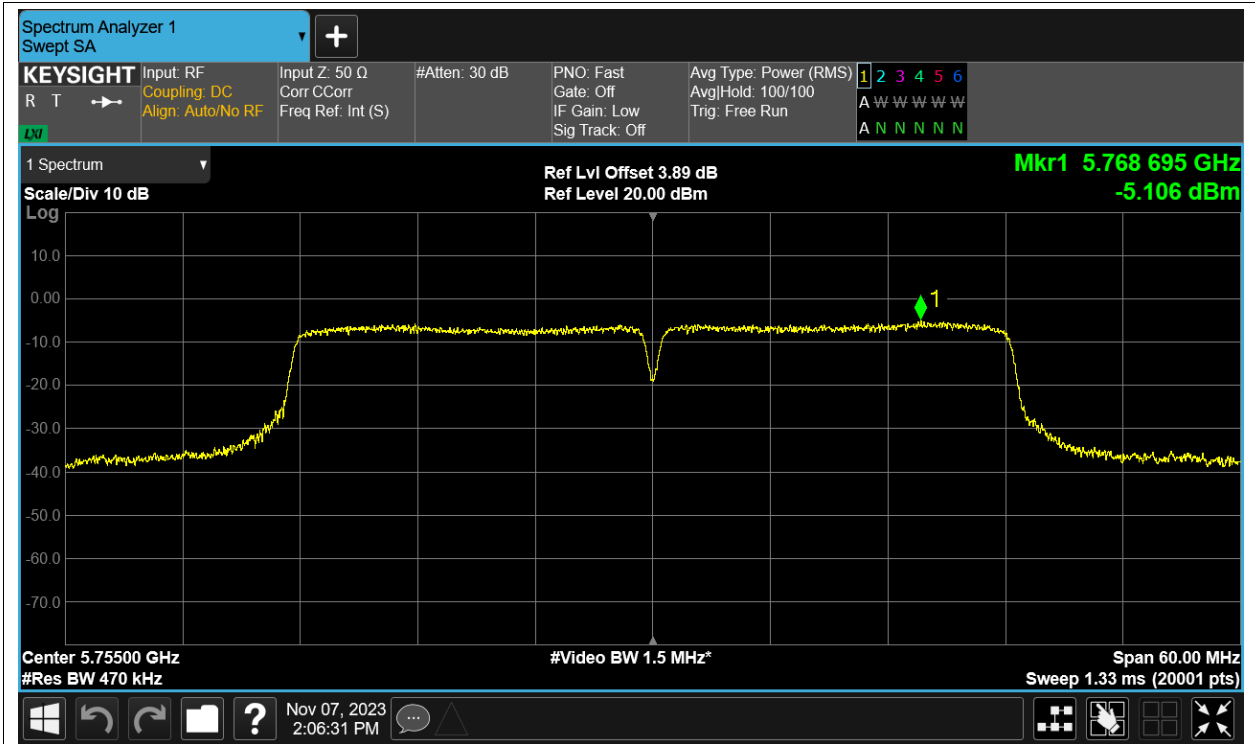 Spectrum Analyzer 1
Swept SA
KEYSIGHT
R T
LXI
Input: RF
Coupling: DC
Align: Auto/No RF
Input Z: 50 Ω
Corr CCorr
Freq Ref: Int (S)
#Atten: 30 dB
PNO: Fast
Gate: Off
IF Gain: Low
Sig Track: Off
Avg Type: Power (RMS)
Avg|Hold: 100/100
Trig: Free Run
1 2 3 4 5 6
A W W W W W
A N N N N N
1 Spectrum
Scale/Div 10 dB
Log
Ref Lvl Offset 3.89 dB
Ref Level 20.00 dBm
Mkr1 5.768 695 GHz
-5.106 dBm
10.0
0.00
-10.0
-20.0
-30.0
-40.0
-50.0
-60.0
-70.0
1
Center 5.75500 GHz
#Res BW 470 kHz
#Video BW 1.5 MHz*
Span 60.00 MHz
Sweep 1.33 ms (20001 pts)
?
Nov 07, 2023
2:06:31 PM